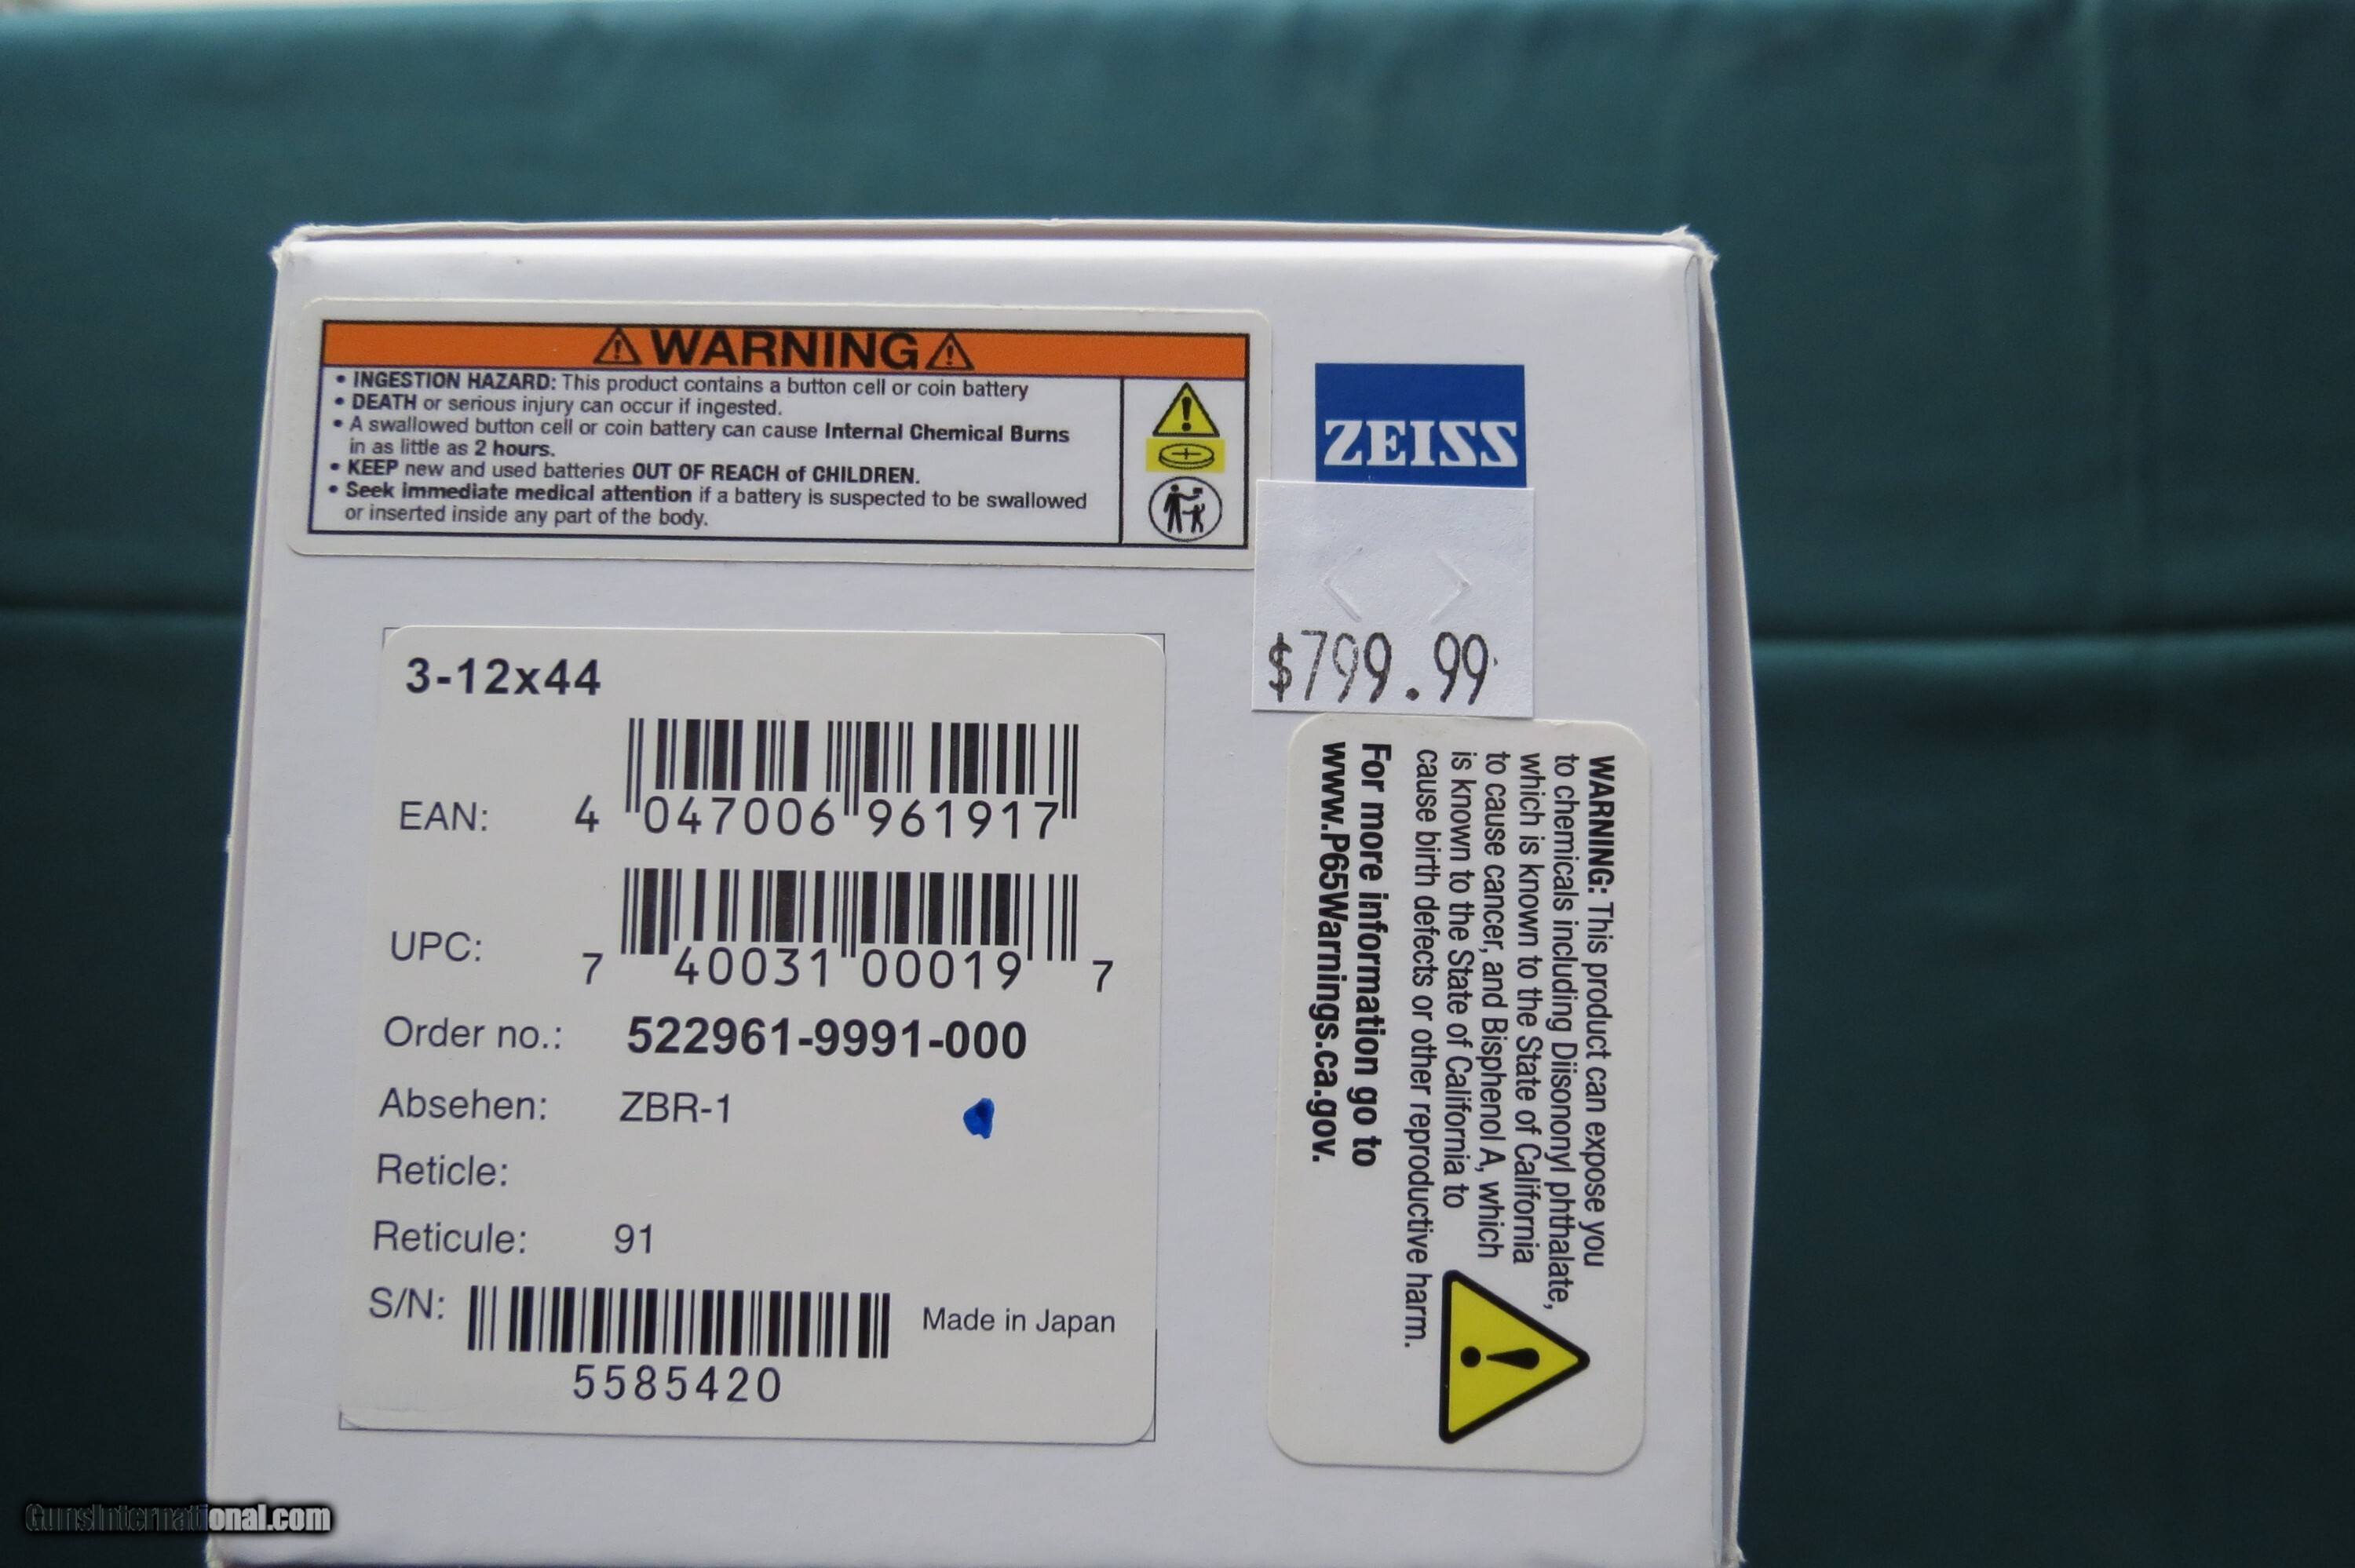 WARNING
• INGESTION HAZARD: This product contains a button cell or coin battery
• DEATH or serious injury can occur if ingested.
• A swallowed button cell or coin battery can cause Internal Chemical Burns
in as little as 2 hours.
• KEEP new and used batteries OUT OF REACH of CHILDREN.
• Seek immediate medical attention if a battery is suspected to be swallowed
or inserted inside any part of the body.
ZEISS
$799.99
3-12x44
EAN: 4 047006 961917
UPC: 7 40031 00019 7
Order no.: 522961-9991-000
Absehen: ZBR-1
Reticle:
Reticule: 91
S/N:
Made in Japan
5585420
WARNING: This product can expose you
to chemicals including Diisononyl phthalate,
which is known to the State of California
to cause cancer, and Bisphenol A, which
is known to the State of California to
cause birth defects or other reproductive harm.
For more information go to
www.P65Warnings.ca.gov.
GunsInternational.com